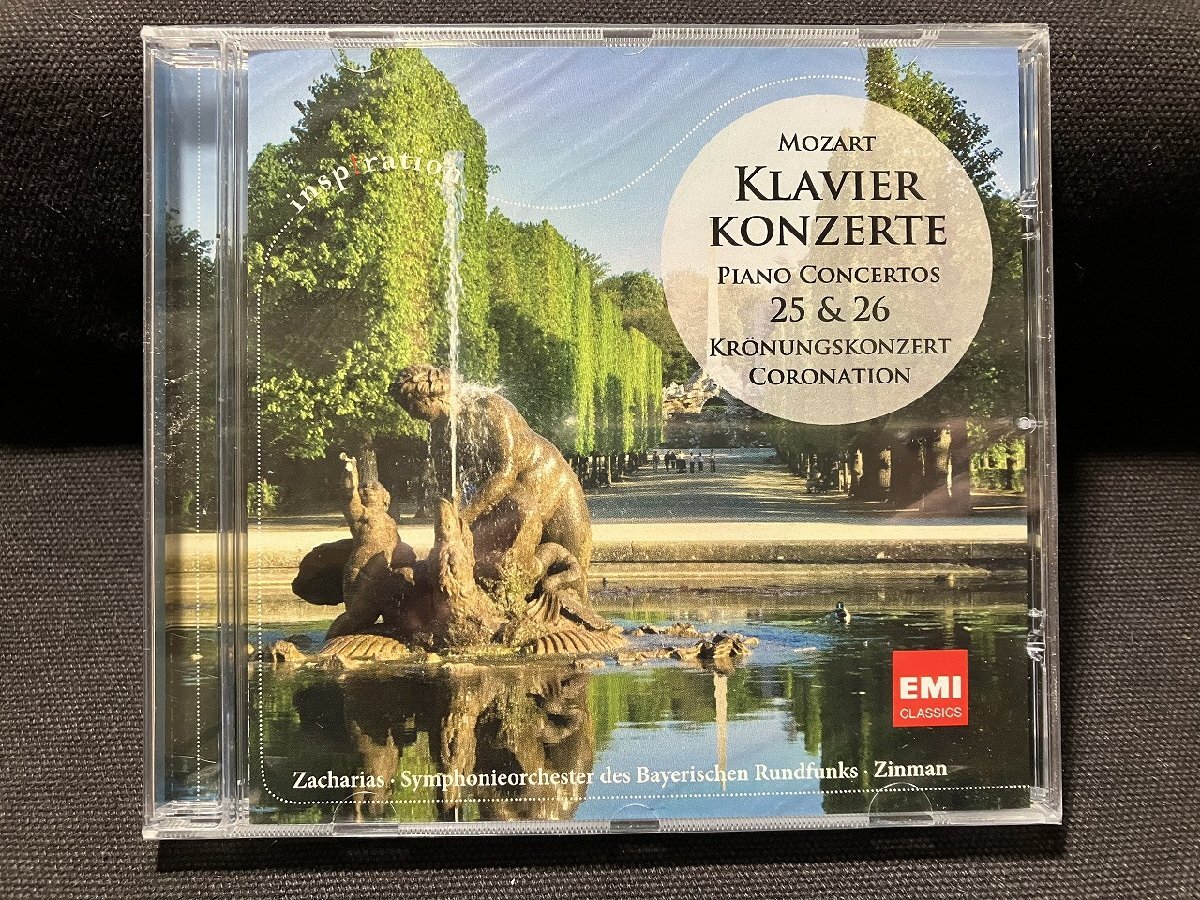 inspiration
MOZART
KLAVIER
KONZERTE
PIANO CONCERTOS
25 & 26
KRÖNUNGSKONZERT
CORONATION
EMI
CLASSICS
Zacharias · Symphonieorchester des Bayerischen Rundfunks · Zinman